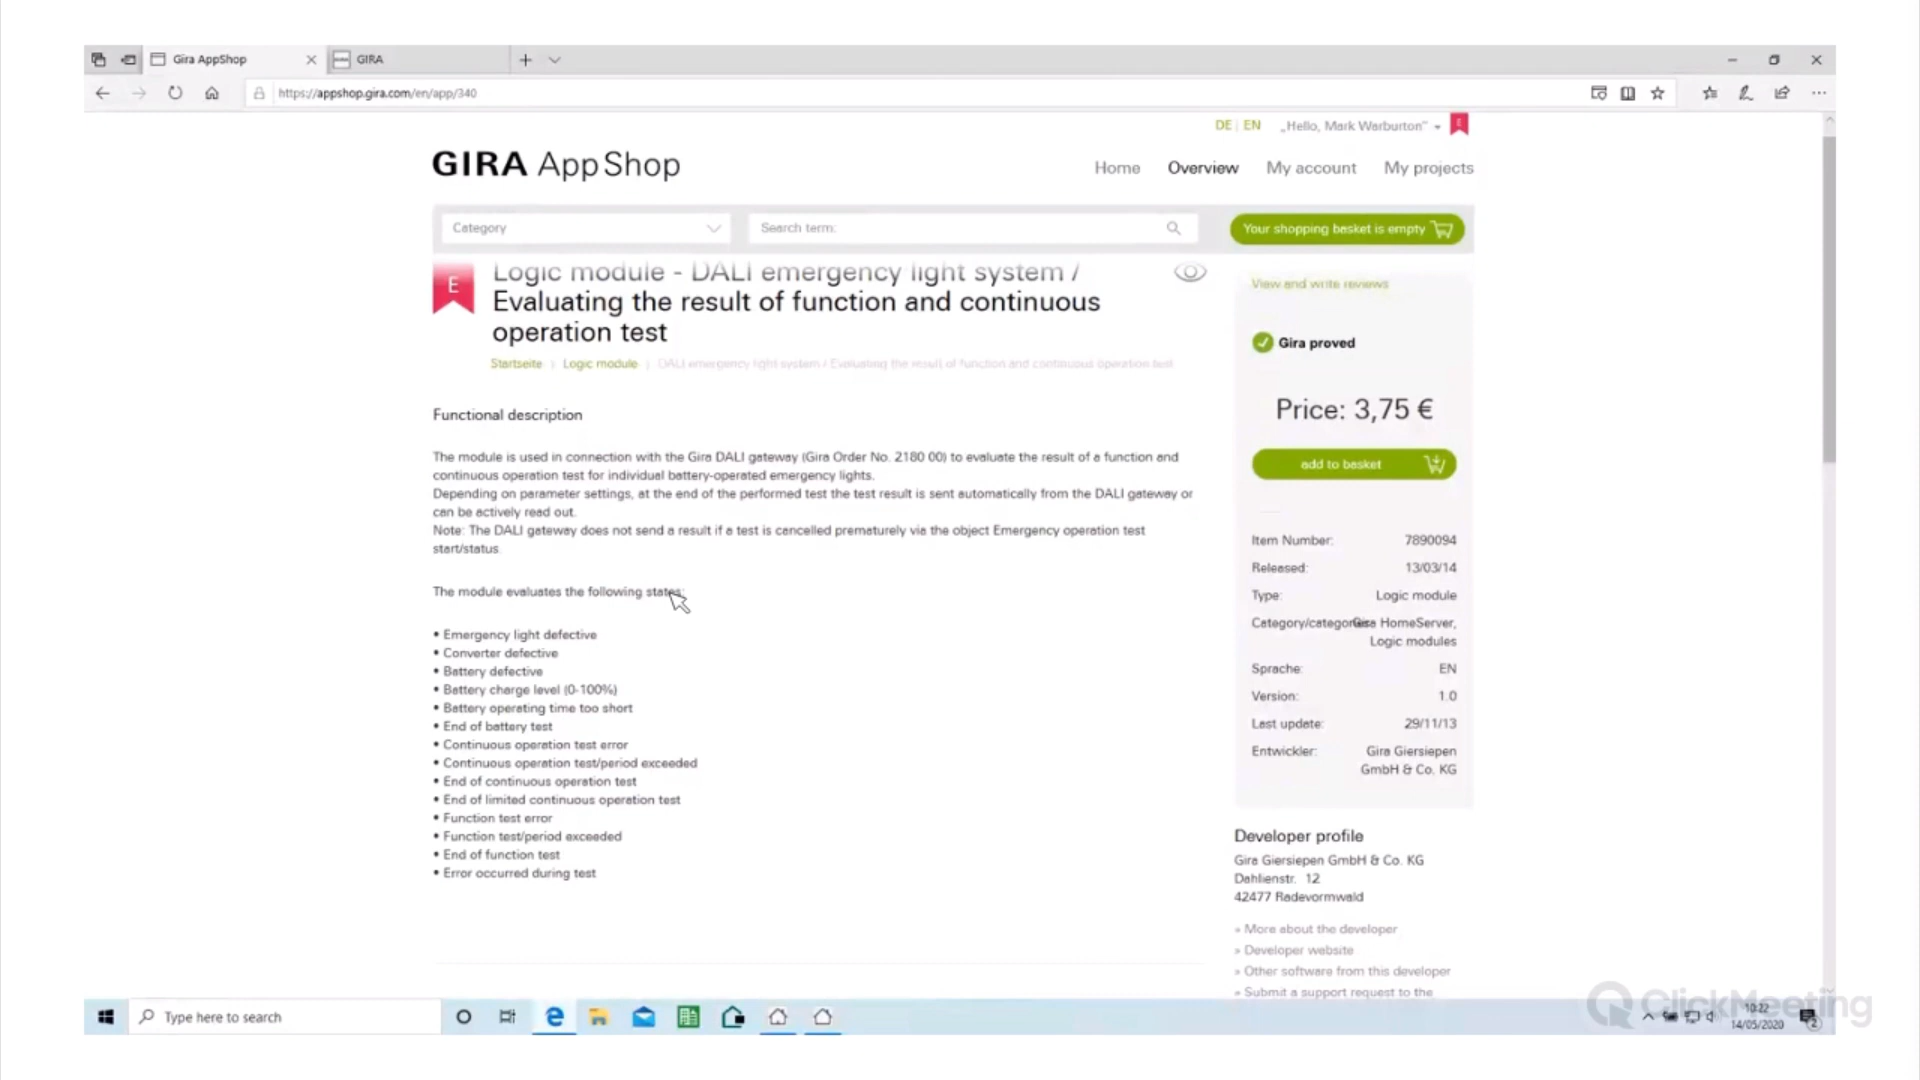 Gira AppShop
GIRA
https://appshop.gira.com/en/app/340
DE | EN
„Hello, Mark Warburton"
E
GIRA AppShop
Home Overview My account My projects
Category
Search term:
Your shopping basket is empty
E
Logic module - DALI emergency light system /
Evaluating the result of function and continuous
operation test
Startseite
Logic module
DALI emergency light system / Evaluating the result of function and continuous operation test
Functional description
The module is used in connection with the Gira DALI gateway (Gira Order No. 2180 00) to evaluate the result of a function and
continuous operation test for individual battery-operated emergency lights.
Depending on parameter settings, at the end of the performed test the test result is sent automatically from the DALI gateway or
can be actively read out.
Note: The DALI gateway does not send a result if a test is cancelled prematurely via the object Emergency operation test
start/status.
The module evaluates the following states:
• Emergency light defective
• Converter defective
• Battery defective
• Battery charge level (0-100%)
• Battery operating time too short
• End of battery test
• Continuous operation test error
• Continuous operation test/period exceeded
• End of continuous operation test
• End of limited continuous operation test
• Function test error
• Function test/period exceeded
• End of function test
• Error occurred during test
View and write reviews
Gira proved
Price: 3,75 €
add to basket
Item Number: 7890094
Released: 13/03/14
Type: Logic module
Category/categories: Gira HomeServer,
Logic modules
Sprache: EN
Version: 1.0
Last update: 29/11/13
Entwickler: Gira Giersiepen
GmbH & Co. KG
Developer profile
Gira Giersiepen GmbH & Co. KG
Dahlienstr. 12
42477 Radevormwald
» More about the developer
» Developer website
» Other software from this developer
» Submit a support request to the
Type here to search
ClickMeeting
10:22
14/05/2020
2